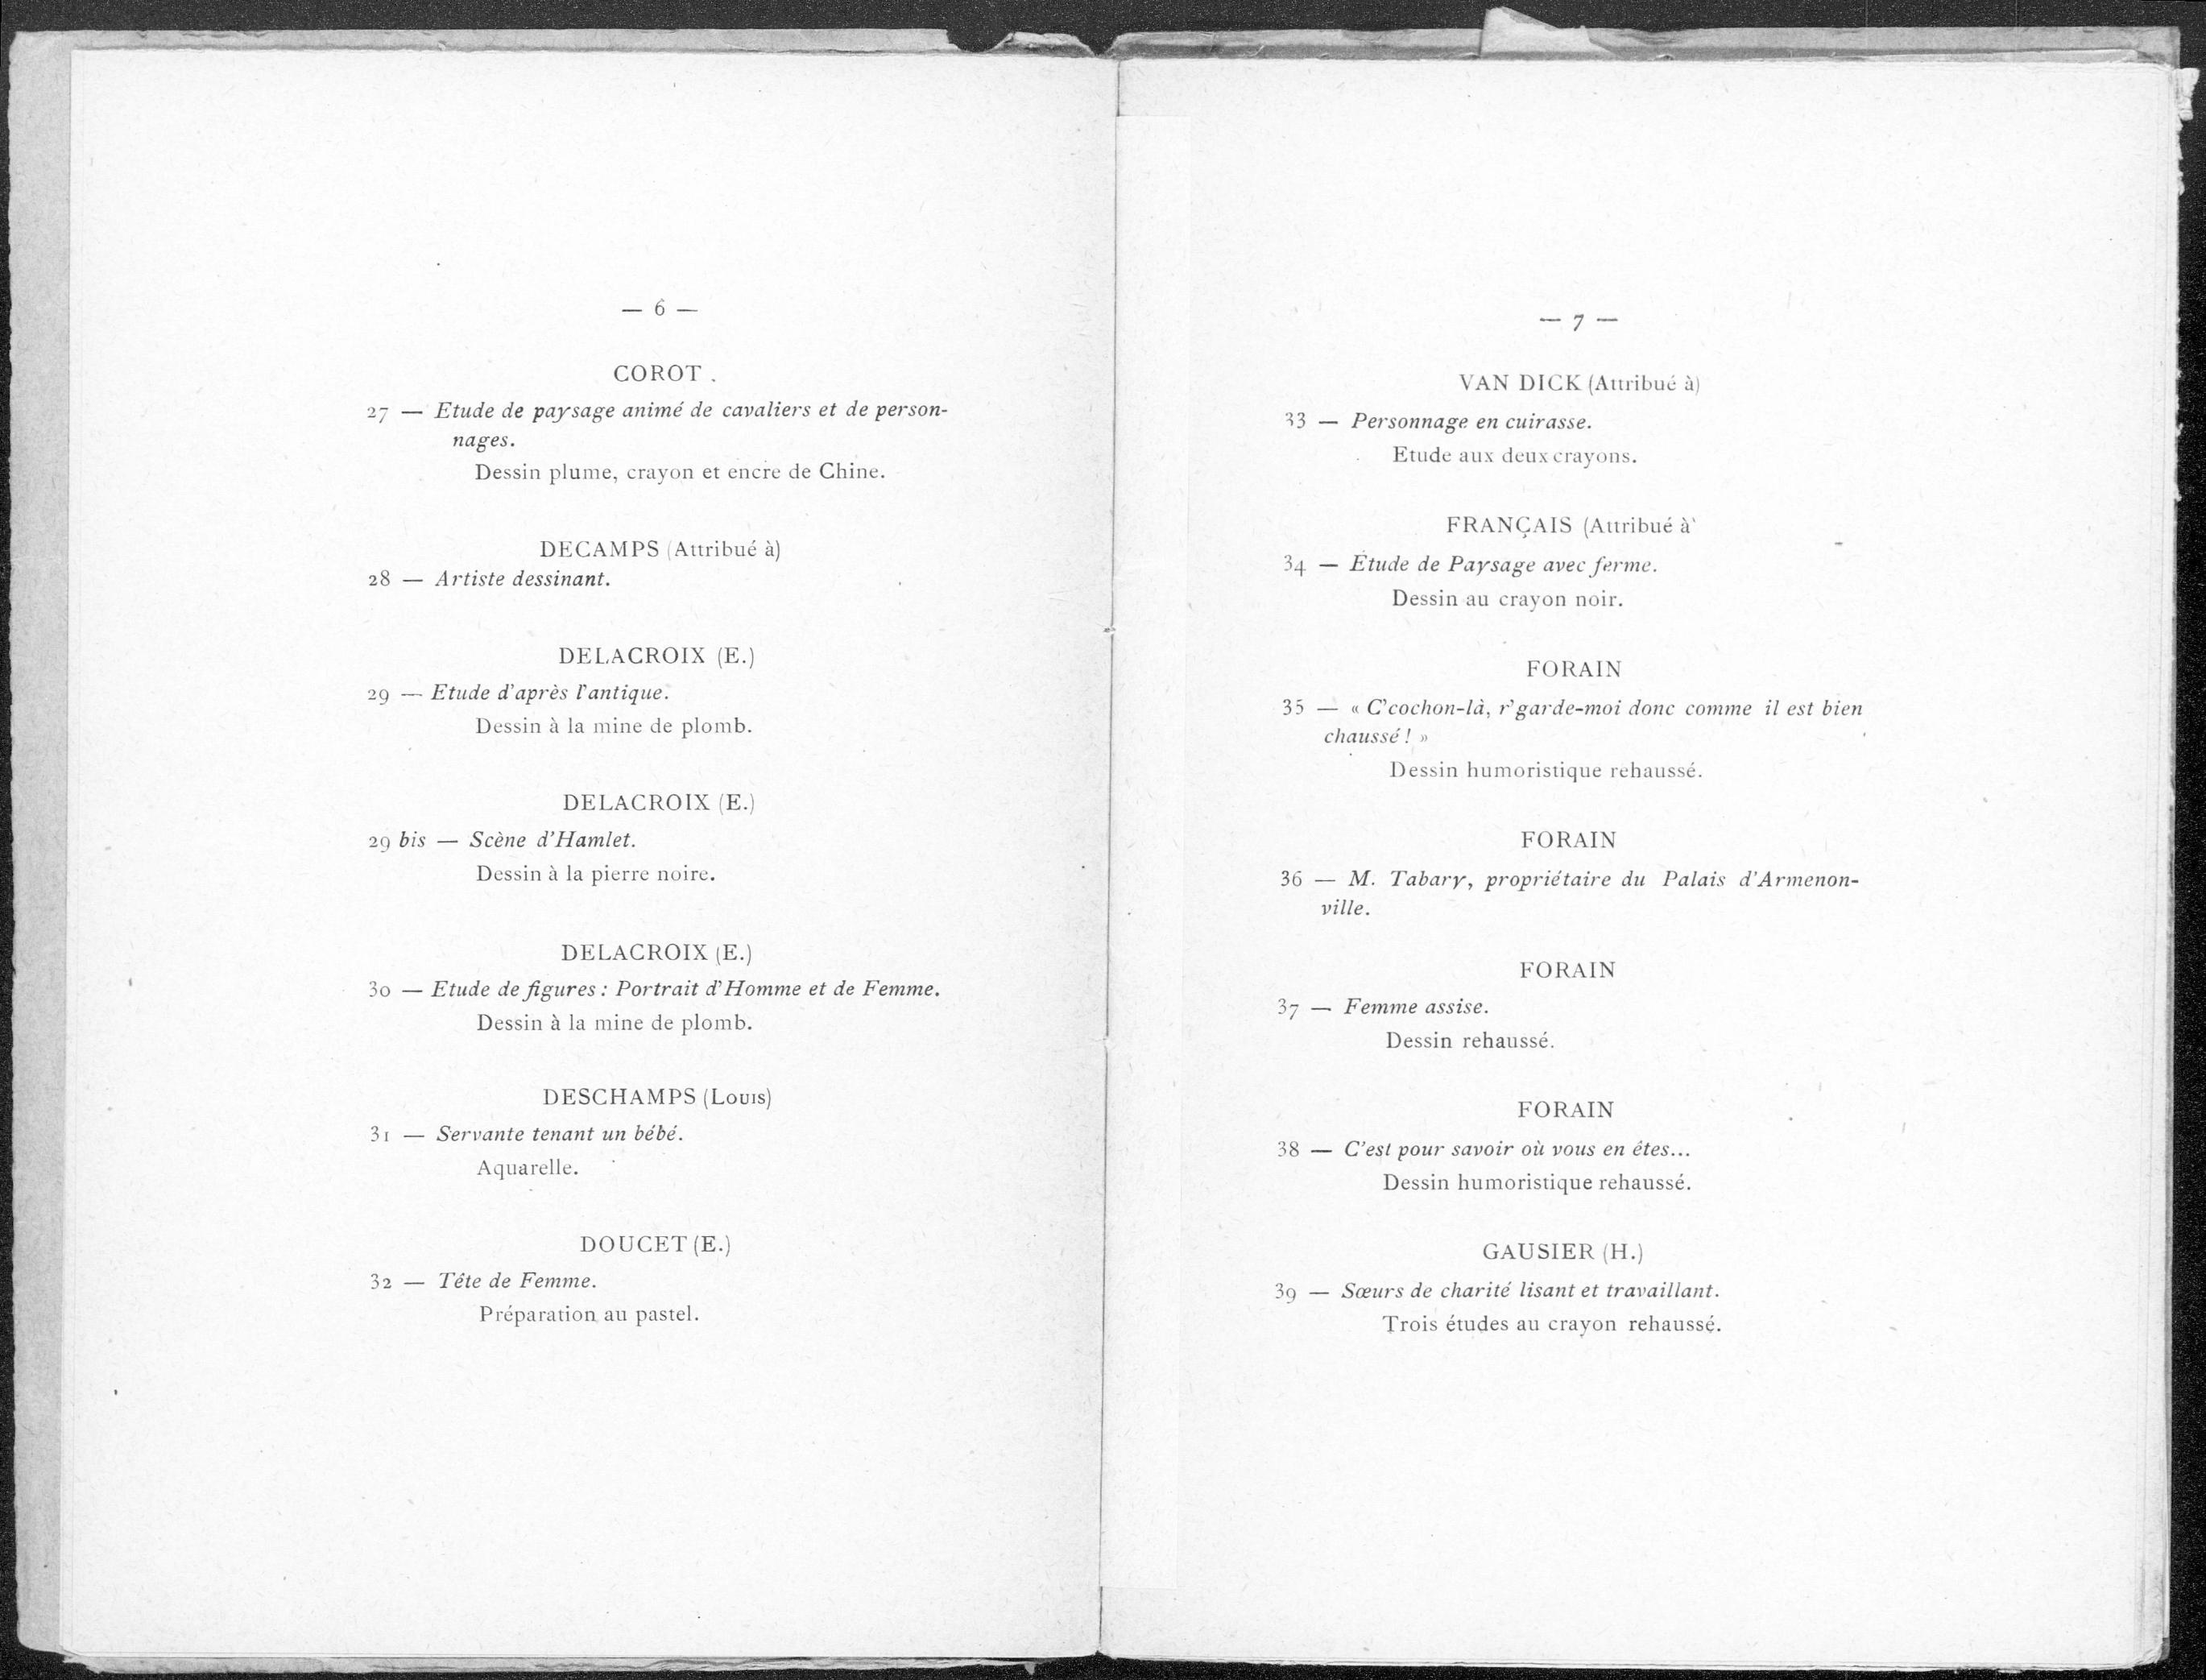 — 6 —
COROT .
27 — Etude de paysage animé de cavaliers et de person-
nages.
Dessin plume, crayon et encre de Chine.
DECAMPS (Attribué à)
28 — Artiste dessinant.
DELACROIX (E.)
29 — Etude d'après l'antique.
Dessin à la mine de plomb.
DELACROIX (E.)
29 bis — Scène d'Hamlet.
Dessin à la pierre noire.
DELACROIX (E.)
30 — Etude de figures : Portrait d'Homme et de Femme.
Dessin à la mine de plomb.
DESCHAMPS (Louis)
31 — Servante tenant un bébé.
Aquarelle.
DOUCET (E.)
32 — Tête de Femme.
Préparation au pastel.
— 7 —
VAN DICK (Attribué à)
33 — Personnage en cuirasse.
Etude aux deux crayons.
FRANÇAIS (Attribué à)
34 — Étude de Paysage avec ferme.
Dessin au crayon noir.
FORAIN
35 — « C'cochon-là, r'garde-moi donc comme il est bien
chaussé ! »
Dessin humoristique rehaussé.
FORAIN
36 — M. Tabary, propriétaire du Palais d'Armenon-
ville.
FORAIN
37 — Femme assise.
Dessin rehaussé.
FORAIN
38 — C'est pour savoir où vous en êtes...
Dessin humoristique rehaussé.
GAUSIER (H.)
39 — Sœurs de charité lisant et travaillant.
Trois études au crayon rehaussé.